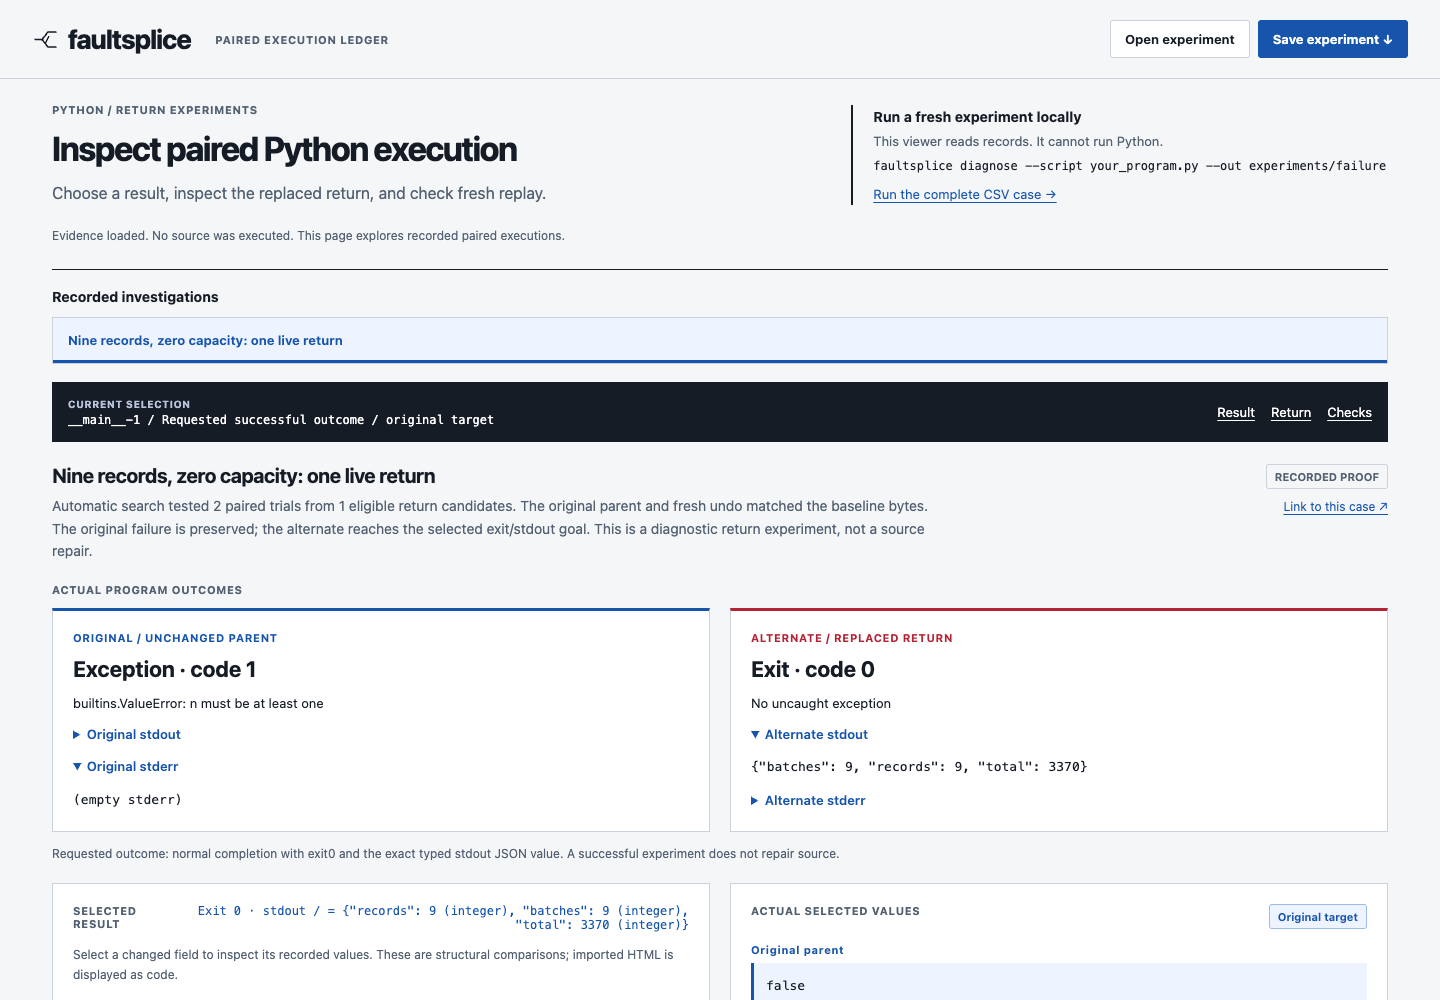 faultsplice
PAIRED EXECUTION LEDGER
Open experiment
Save experiment ↓
PYTHON / RETURN EXPERIMENTS
Inspect paired Python execution
Choose a result, inspect the replaced return, and check fresh replay.
Evidence loaded. No source was executed. This page explores recorded paired executions.
Run a fresh experiment locally
This viewer reads records. It cannot run Python.
faultsplice diagnose --script your_program.py --out experiments/failure
Run the complete CSV case →
Recorded investigations
Nine records, zero capacity: one live return
CURRENT SELECTION
__main__-1 / Requested successful outcome / original target
Result Return Checks
Nine records, zero capacity: one live return
RECORDED PROOF
Automatic search tested 2 paired trials from 1 eligible return candidates. The original parent and fresh undo matched the baseline bytes.
The original failure is preserved; the alternate reaches the selected exit/stdout goal. This is a diagnostic return experiment, not a source
repair.
Link to this case ↗
ACTUAL PROGRAM OUTCOMES
ORIGINAL / UNCHANGED PARENT
Exception · code 1
builtins.ValueError: n must be at least one
▶ Original stdout
▼ Original stderr
(empty stderr)
ALTERNATE / REPLACED RETURN
Exit · code 0
No uncaught exception
▼ Alternate stdout
{"batches": 9, "records": 9, "total": 3370}
▶ Alternate stderr
Requested outcome: normal completion with exit0 and the exact typed stdout JSON value. A successful experiment does not repair source.
SELECTED
RESULT
Exit 0 · stdout / = {"records": 9 (integer), "batches": 9 (integer),
"total": 3370 (integer)}
Select a changed field to inspect its recorded values. These are structural comparisons; imported HTML is
displayed as code.
ACTUAL SELECTED VALUES
Original target
Original parent
false